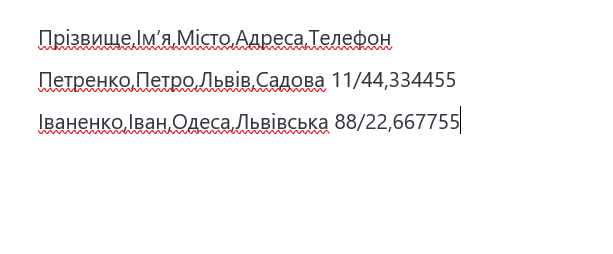 Прізвище,Ім’я,Місто,Адреса,Телефон
Петренко,Петро,Львів,Садова 11/44,334455
Іваненко,Іван,Одеса,Львівська 88/22,667755